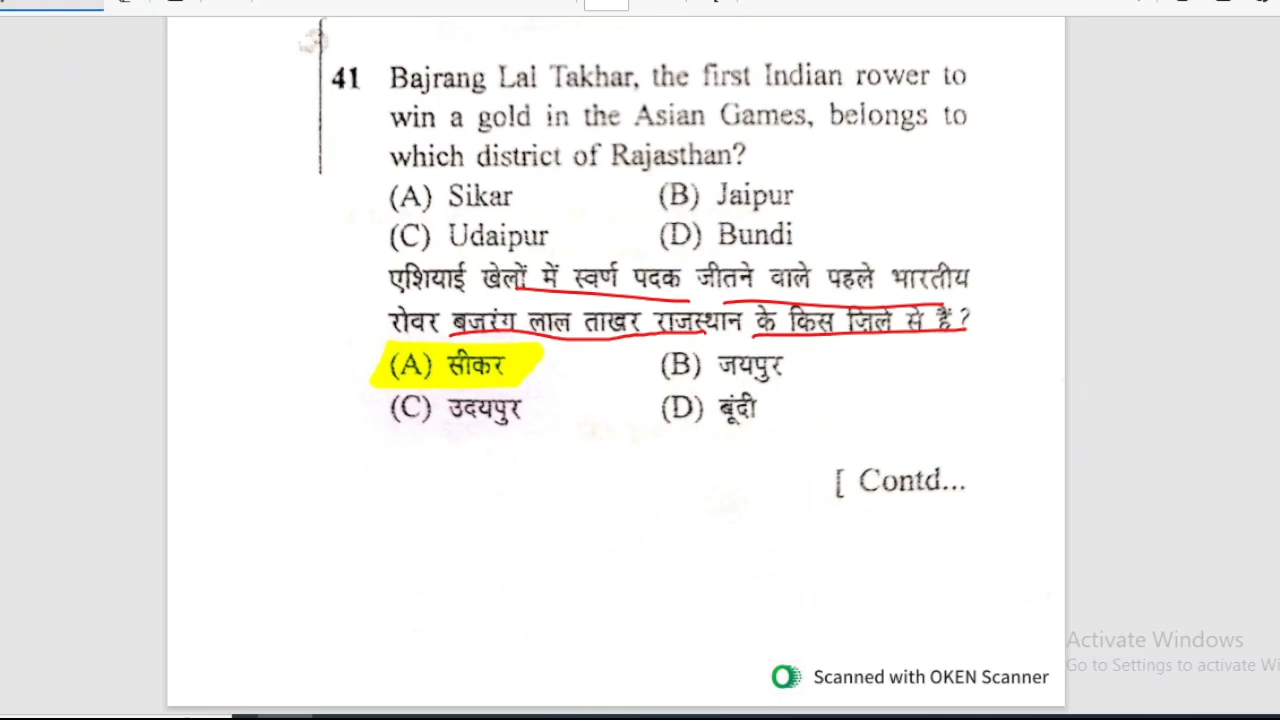 41 Bajrang Lal Takhar, the first Indian rower to
win a gold in the Asian Games, belongs to
which district of Rajasthan?
(A) Sikar (B) Jaipur
(C) Udaipur (D) Bundi
एशियाई खेलों में स्वर्ण पदक जीतने वाले पहले भारतीय
रोवर बजरंग लाल ताखर राजस्थान के किस ज़िले से हैं?
(A) सीकर (B) जयपुर
(C) उदयपुर (D) बूंदी
[ Contd...
Activate Windows
Go to Settings to activate Wi
Scanned with OKEN Scanner